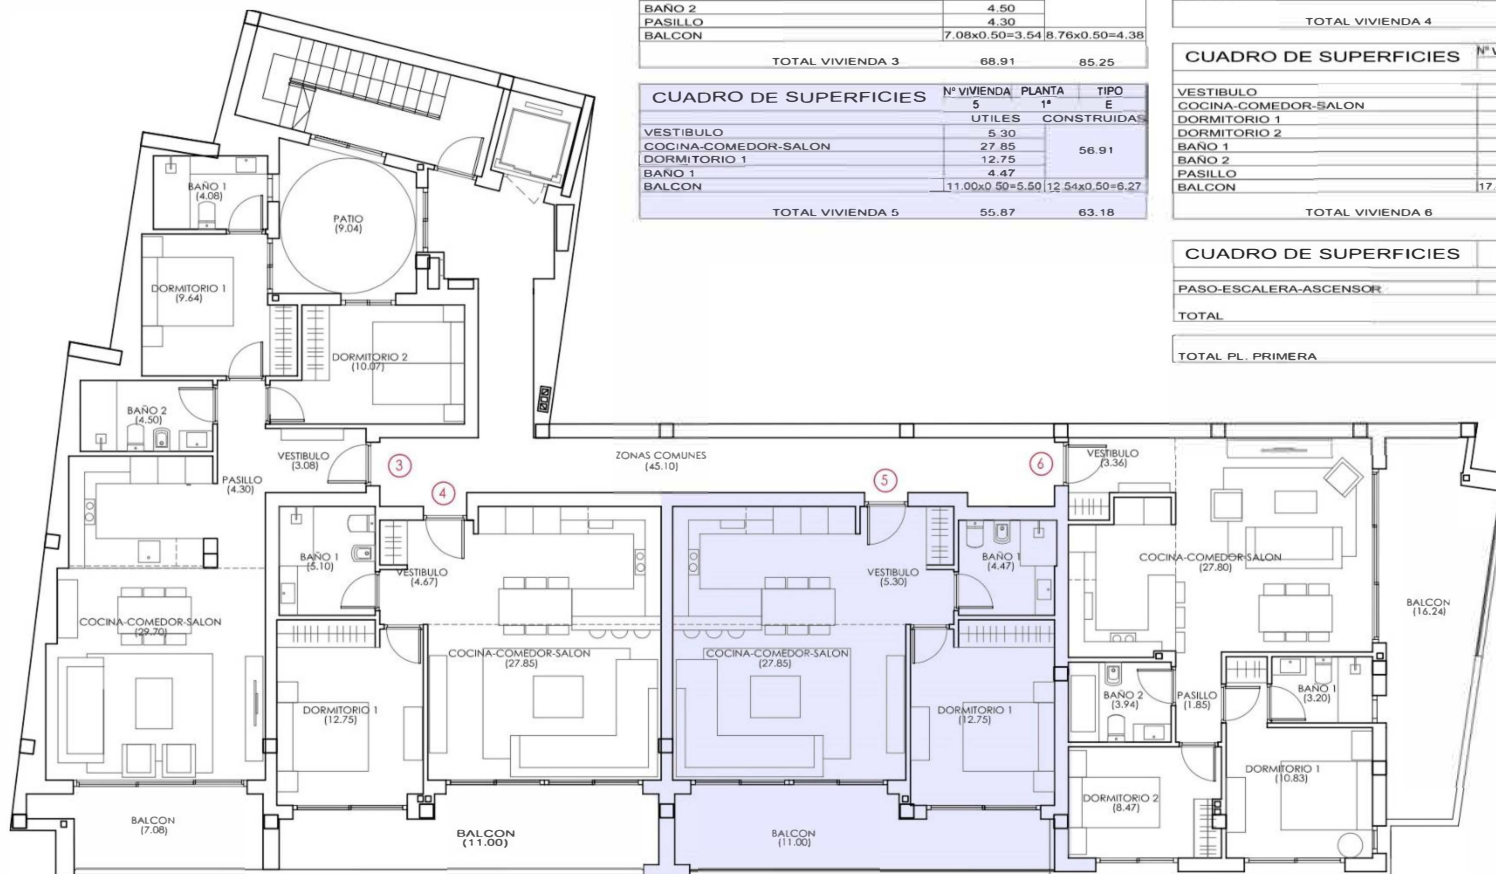 BAÑO 2 4.50
PASILLO 4.30
BALCON 7.08x0.50=3.54 8.76x0.50=4.38
TOTAL VIVIENDA 3 68.91 85.25
TOTAL VIVIENDA 4
CUADRO DE SUPERFICIES Nº VIVIENDA PLANTA TIPO
5 1ª E
UTILES CONSTRUIDAS
VESTIBULO 5.30
COCINA-COMEDOR-SALON 27.85
56.91
DORMITORIO 1 12.75
BAÑO 1 4.47
BALCON 11.00x0.50=5.50 12.54x0.50=6.27
TOTAL VIVIENDA 5 55.87 63.18
CUADRO DE SUPERFICIES Nº V
VESTIBULO
COCINA-COMEDOR-SALON
DORMITORIO 1
DORMITORIO 2
BAÑO 1
BAÑO 2
PASILLO
BALCON 17.
TOTAL VIVIENDA 6
CUADRO DE SUPERFICIES
PASO-ESCALERA-ASCENSOR
TOTAL
TOTAL PL. PRIMERA
BAÑO 1
(4.08)
PATIO
(9.04)
DORMITORIO 1
(9.64)
DORMITORIO 2
(10.07)
BAÑO 2
(4.50)
VESTIBULO
(3.08)
PASILLO
(4.30)
3
4
ZONAS COMUNES
(45.10)
5
6
VESTIBULO
(3.36)
BAÑO 1
(5.10)
VESTIBULO
(4.67)
VESTIBULO
(5.30)
BAÑO 1
(4.47)
COCINA-COMEDOR-SALON
(27.80)
BALCON
(16.24)
COCINA-COMEDOR-SALON
(29.70)
COCINA-COMEDOR-SALON
(27.85)
COCINA-COMEDOR-SALON
(27.85)
DORMITORIO 1
(12.75)
DORMITORIO 1
(12.75)
BAÑO 2
(3.94)
PASILLO
(1.85)
BAÑO 1
(3.20)
DORMITORIO 1
(10.83)
DORMITORIO 2
(8.47)
BALCON
(7.08)
BALCON
(11.00)
BALCON
(11.00)